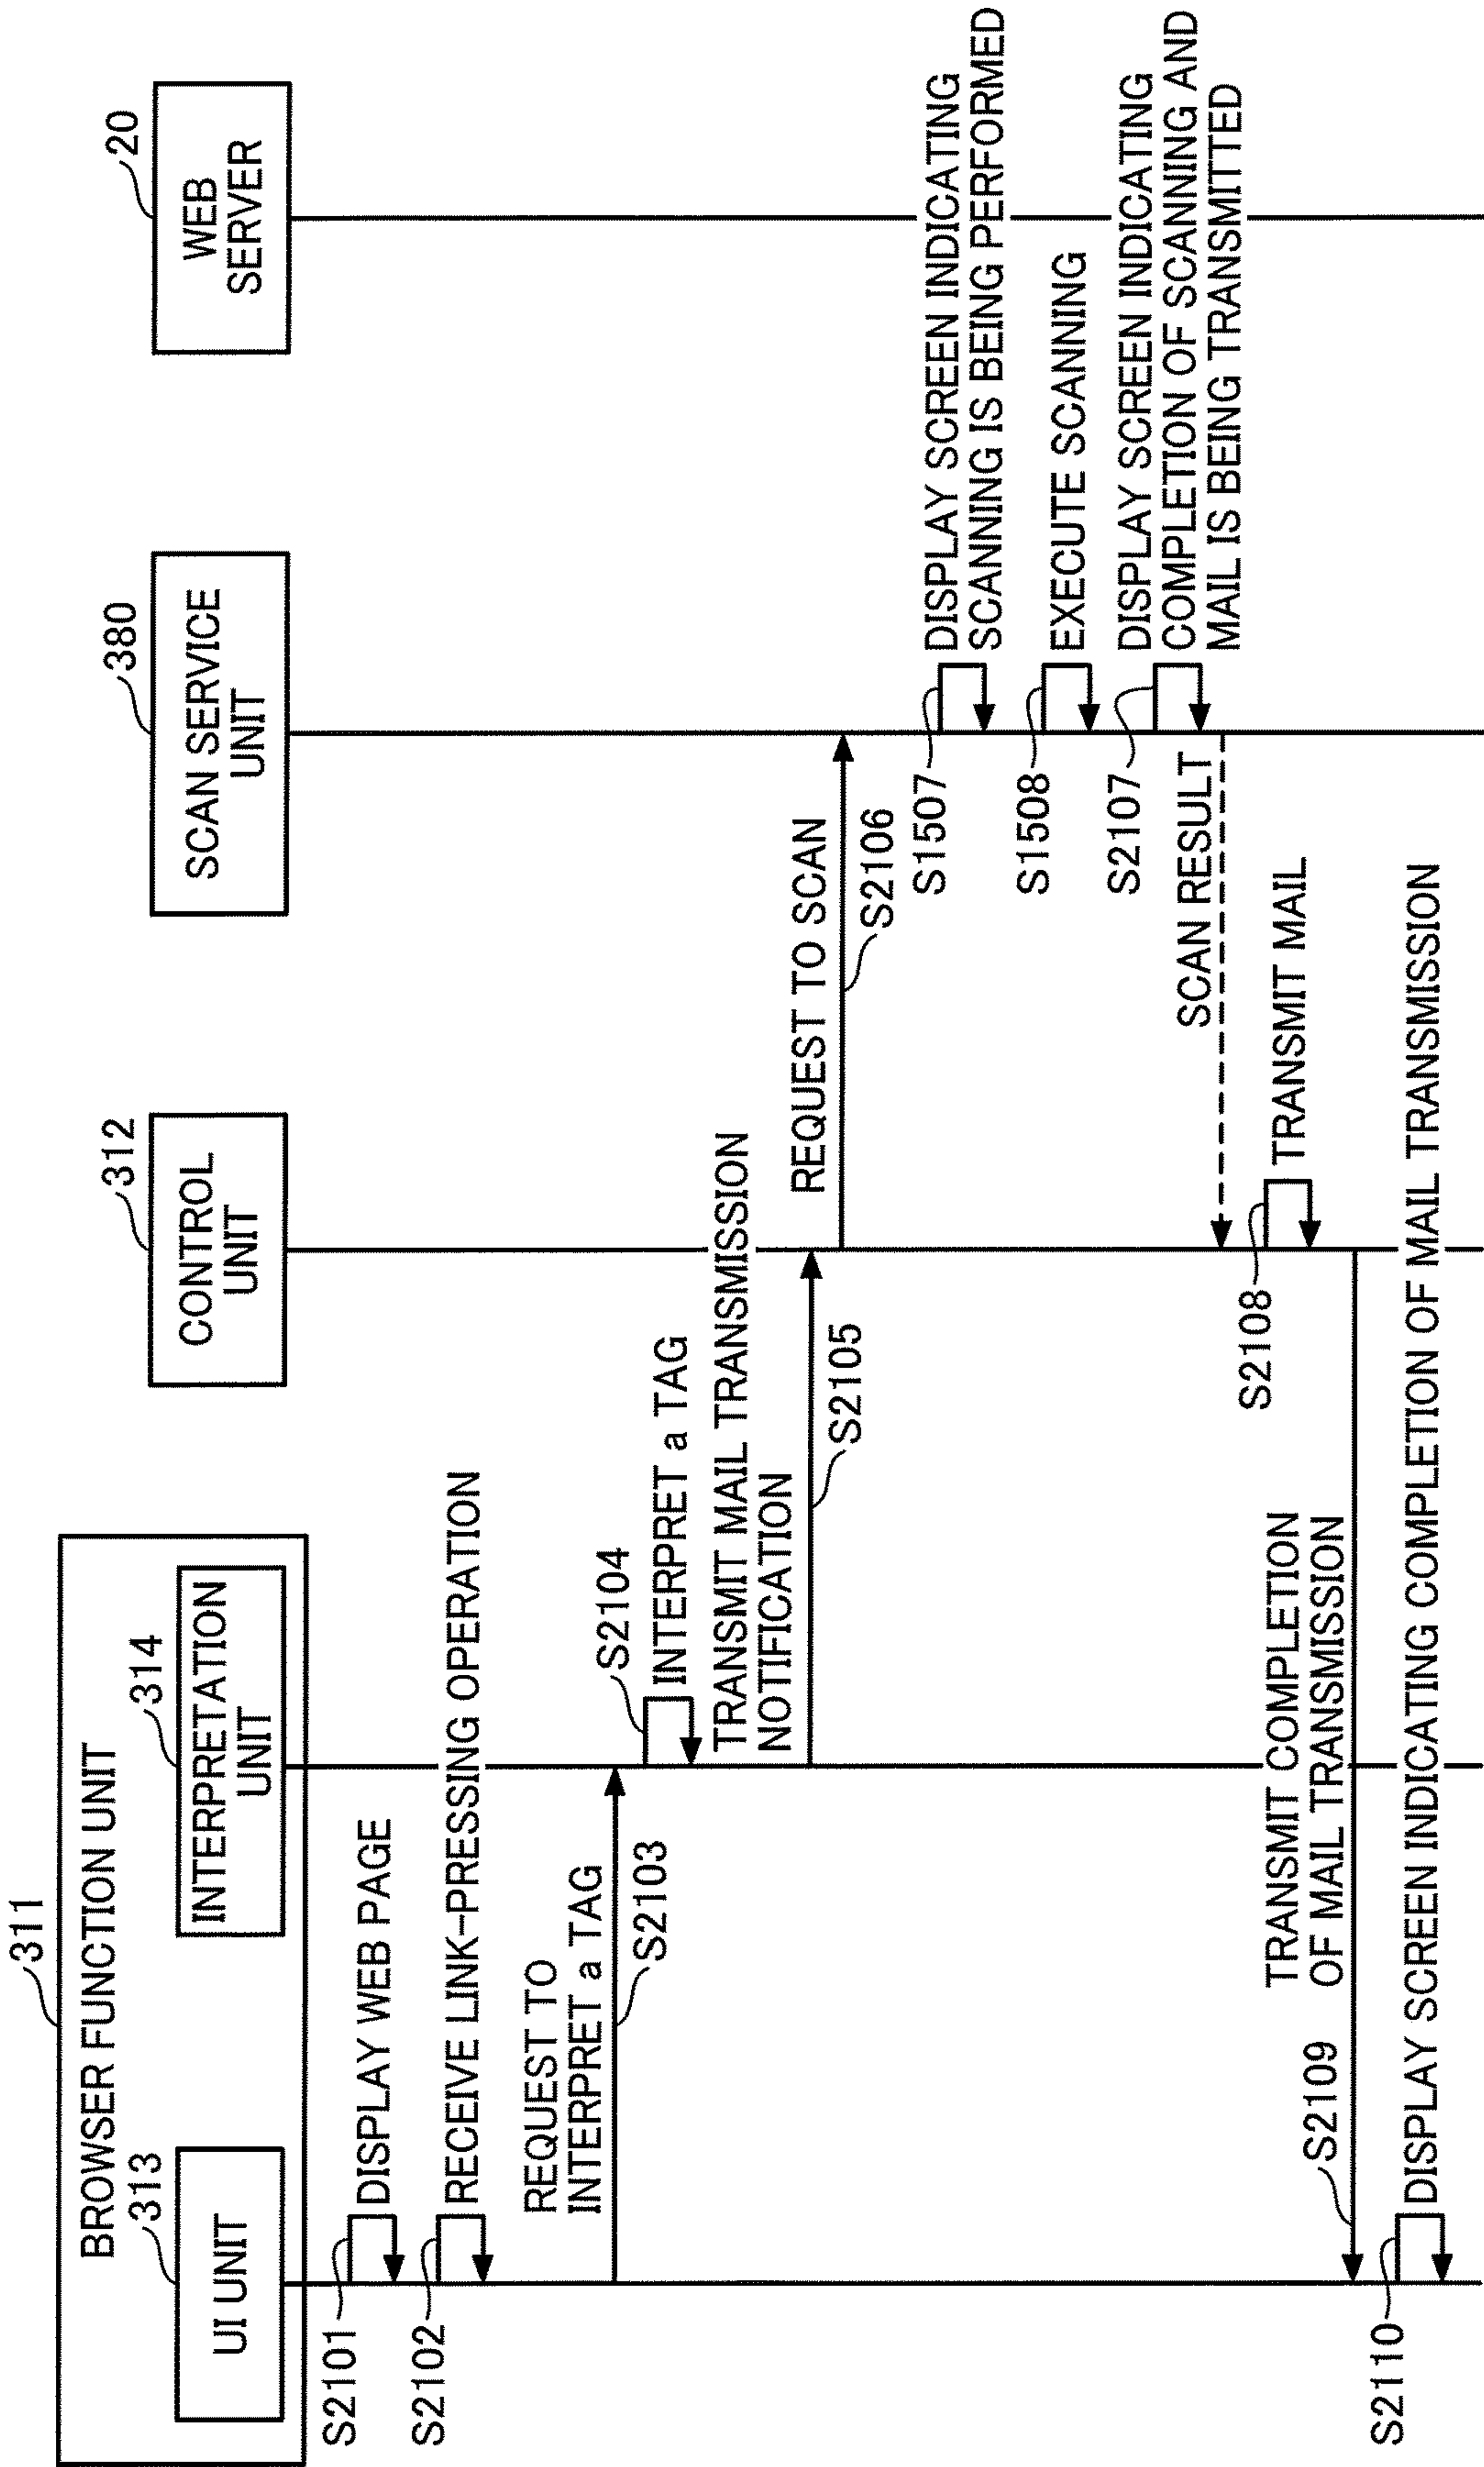 311
BROWSER FUNCTION UNIT
313
UI UNIT
314
INTERPRETATION
UNIT
312
CONTROL
UNIT
380
SCAN SERVICE
UNIT
20
WEB
SERVER
S2101
DISPLAY WEB PAGE
S2102
RECEIVE LINK-PRESSING OPERATION
REQUEST TO
INTERPRET a TAG
S2103
S2104
INTERPRET a TAG
TRANSMIT MAIL TRANSMISSION
NOTIFICATION
S2105
REQUEST TO SCAN
S2106
S1507
DISPLAY SCREEN INDICATING
SCANNING IS BEING PERFORMED
S1508
EXECUTE SCANNING
S2107
DISPLAY SCREEN INDICATING
COMPLETION OF SCANNING AND
MAIL IS BEING TRANSMITTED
SCAN RESULT
S2108
TRANSMIT MAIL
TRANSMIT COMPLETION
OF MAIL TRANSMISSION
S2109
S2110
DISPLAY SCREEN INDICATING COMPLETION OF MAIL TRANSMISSION